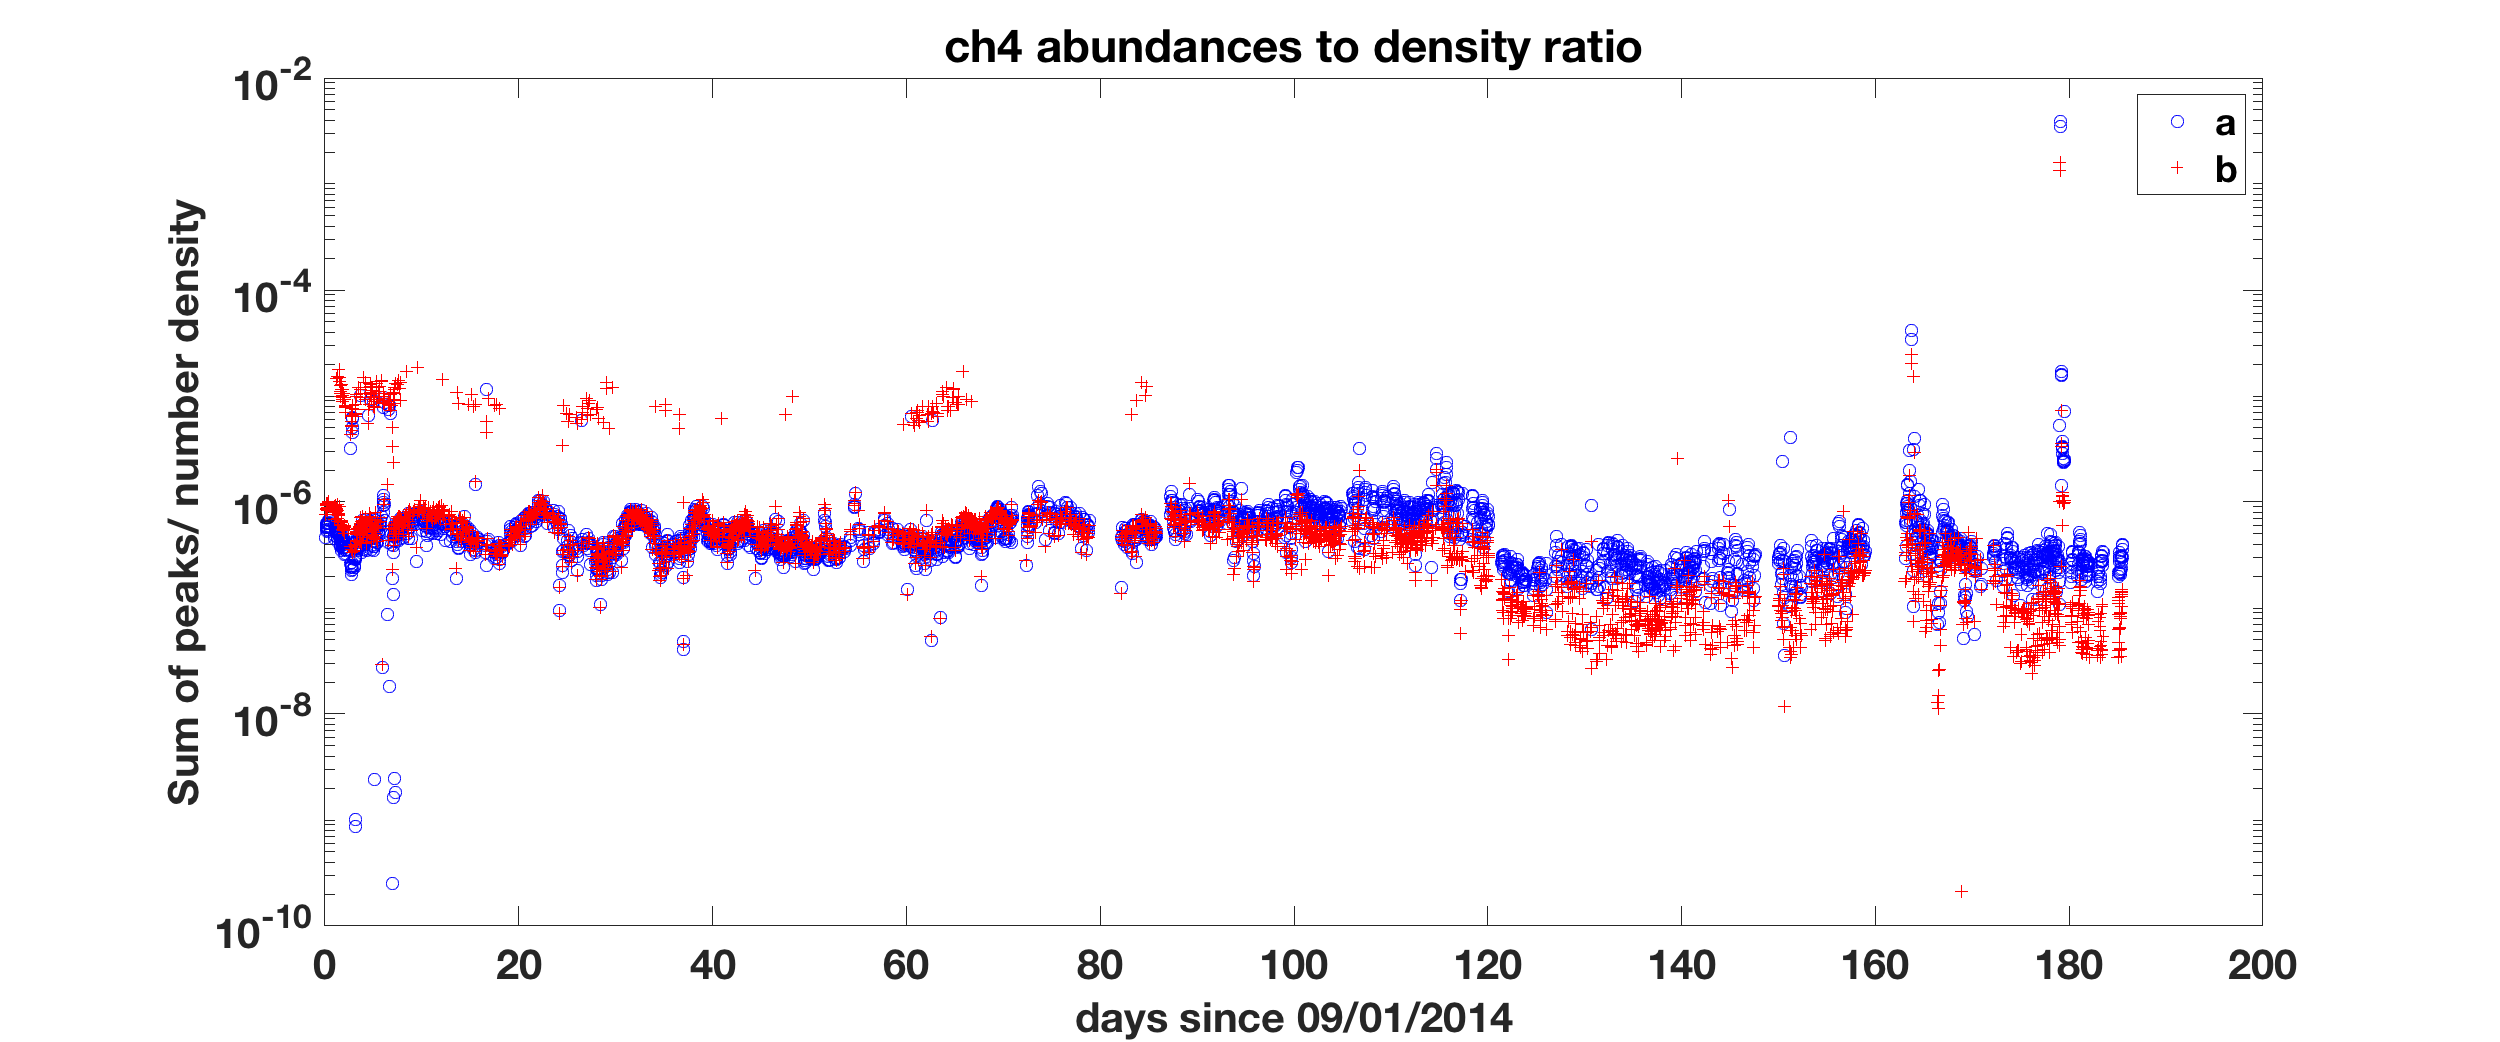 ch4 abundances to density ratio
10-2
10-4
10-6
10-8
10-10
Sum of peaks/ number density
a
b
0 20 40 60 80 100 120 140 160 180 200
days since 09/01/2014